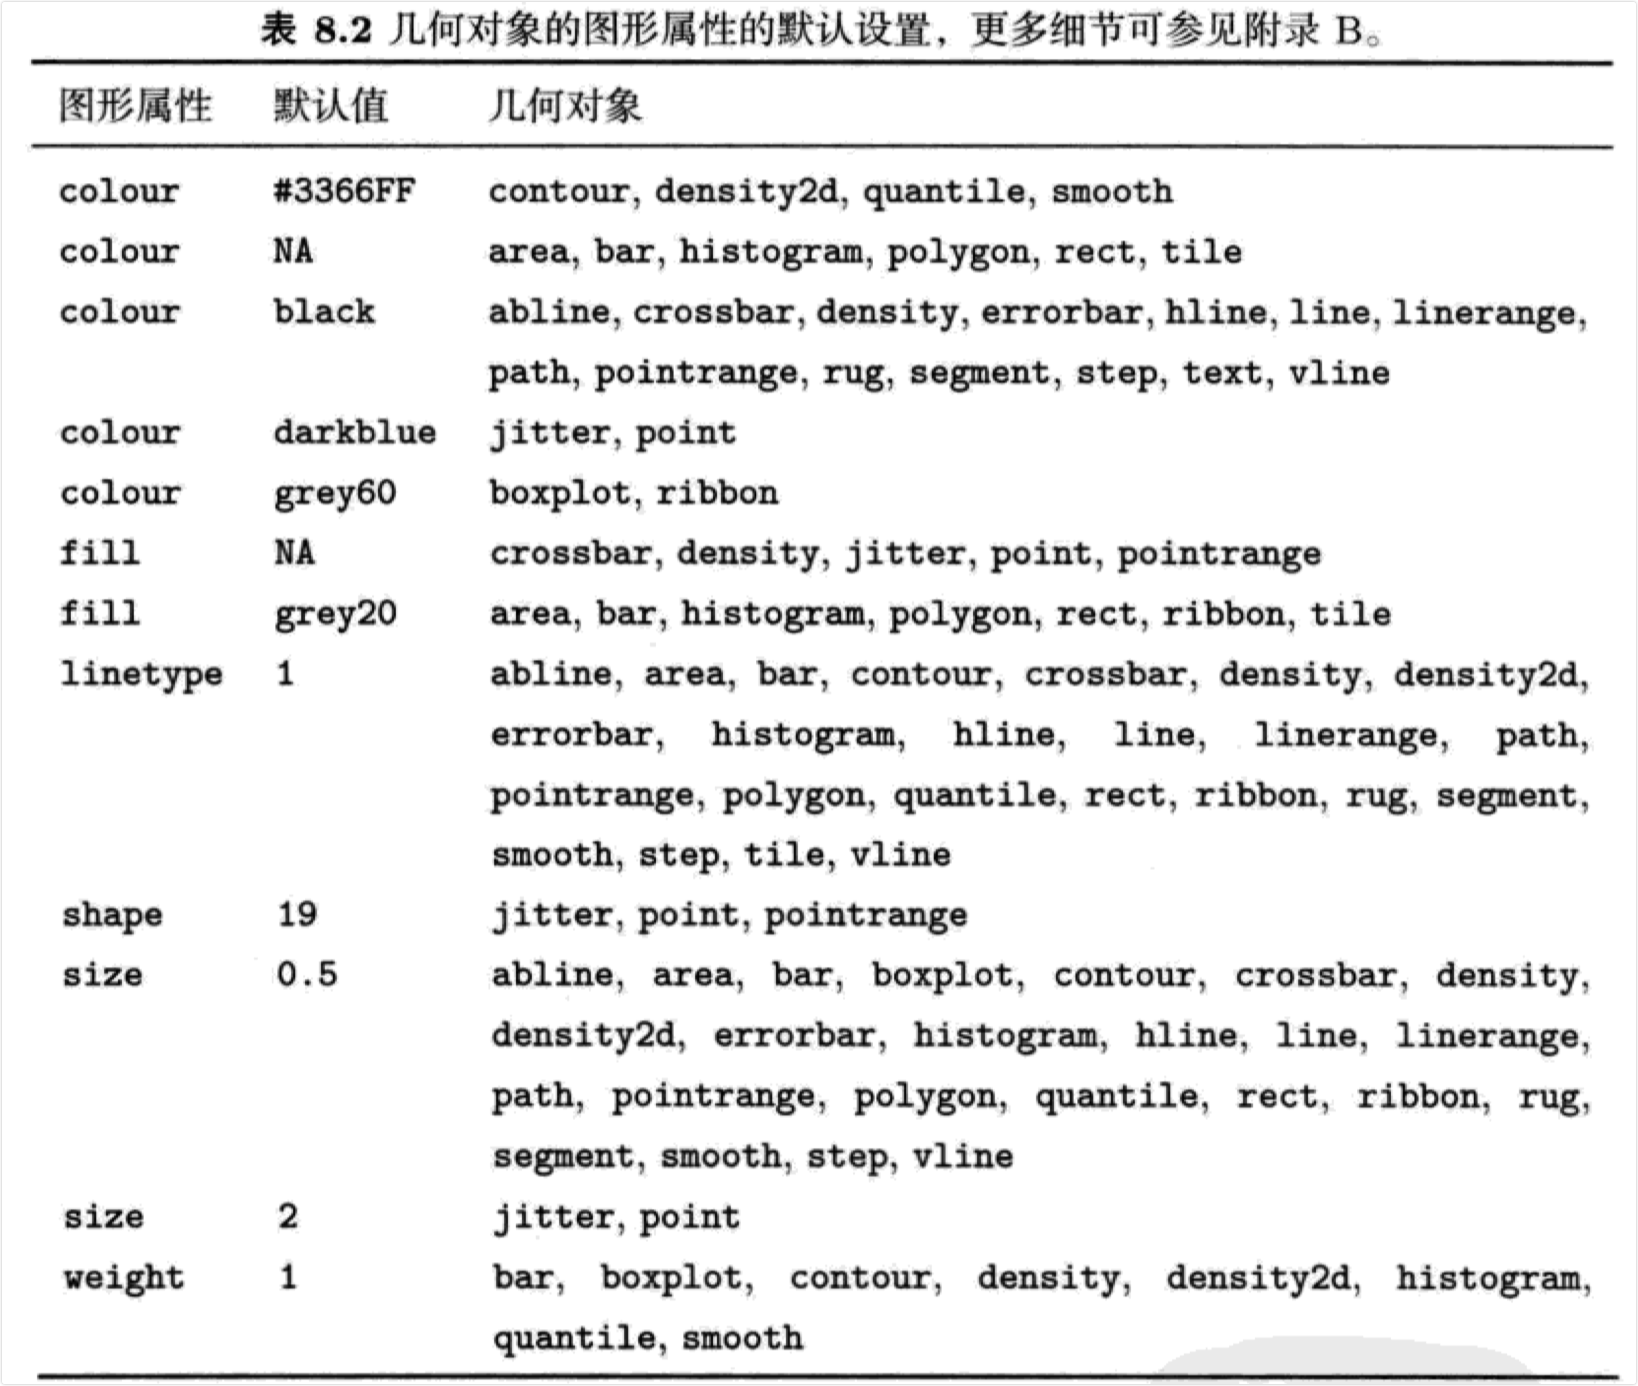 表 8.2 几何对象的图形属性的默认设置，更多细节可参见附录 B。
图形属性 默认值 几何对象
colour #3366FF contour, density2d, quantile, smooth
colour NA area, bar, histogram, polygon, rect, tile
colour black abline, crossbar, density, errorbar, hline, line, linerange,
path, pointrange, rug, segment, step, text, vline
colour darkblue jitter, point
colour grey60 boxplot, ribbon
fill NA crossbar, density, jitter, point, pointrange
fill grey20 area, bar, histogram, polygon, rect, ribbon, tile
linetype 1 abline, area, bar, contour, crossbar, density, density2d,
errorbar, histogram, hline, line, linerange, path,
pointrange, polygon, quantile, rect, ribbon, rug, segment,
smooth, step, tile, vline
shape 19 jitter, point, pointrange
size 0.5 abline, area, bar, boxplot, contour, crossbar, density,
density2d, errorbar, histogram, hline, line, linerange,
path, pointrange, polygon, quantile, rect, ribbon, rug,
segment, smooth, step, vline
size 2 jitter, point
weight 1 bar, boxplot, contour, density, density2d, histogram,
quantile, smooth